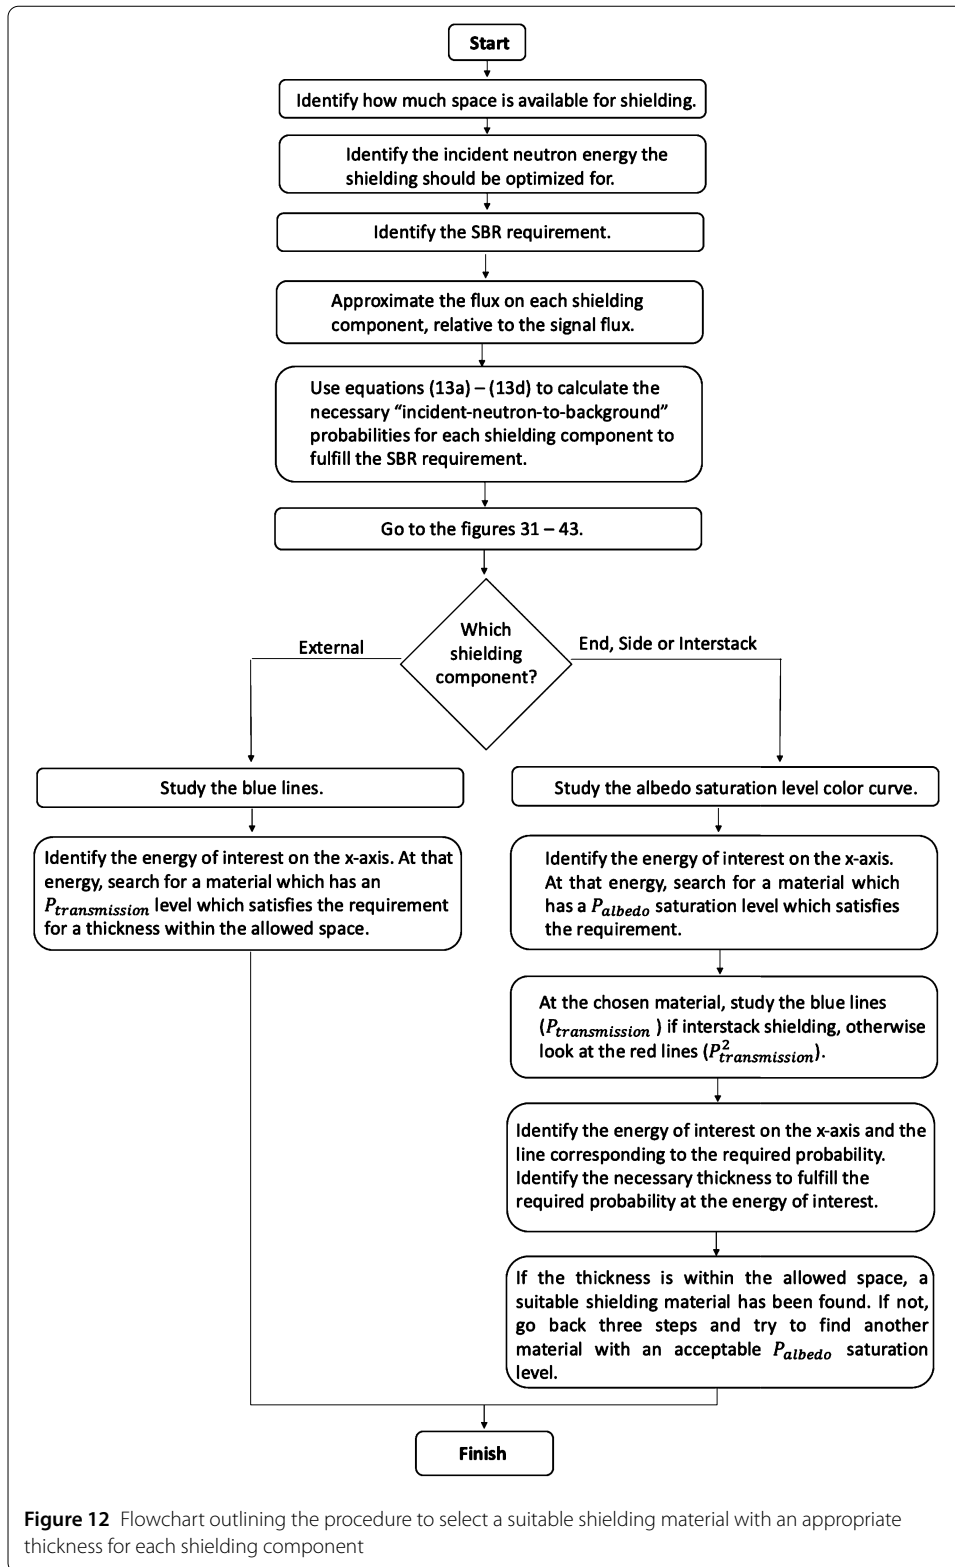 Start
Identify how much space is available for shielding.
Identify the incident neutron energy the
shielding should be optimized for.
Identify the SBR requirement.
Approximate the flux on each shielding
component, relative to the signal flux.
Use equations (13a) – (13d) to calculate the
necessary “incident-neutron-to-background”
probabilities for each shielding component to
fulfill the SBR requirement.
Go to the figures 31 – 43.
Which
shielding
component?
External
End, Side or Interstack
Study the blue lines.
Identify the energy of interest on the x-axis. At that
energy, search for a material which has an
P_transmission level which satisfies the requirement
for a thickness within the allowed space.
Study the albedo saturation level color curve.
Identify the energy of interest on the x-axis.
At that energy, search for a material which
has a P_albedo saturation level which satisfies
the requirement.
At the chosen material, study the blue lines
(P_transmission ) if interstack shielding, otherwise
look at the red lines (P²_transmission).
Identify the energy of interest on the x-axis and the
line corresponding to the required probability.
Identify the necessary thickness to fulfill the
required probability at the energy of interest.
If the thickness is within the allowed space, a
suitable shielding material has been found. If not,
go back three steps and try to find another
material with an acceptable P_albedo saturation
level.
Finish
Figure 12 Flowchart outlining the procedure to select a suitable shielding material with an appropriate
thickness for each shielding component